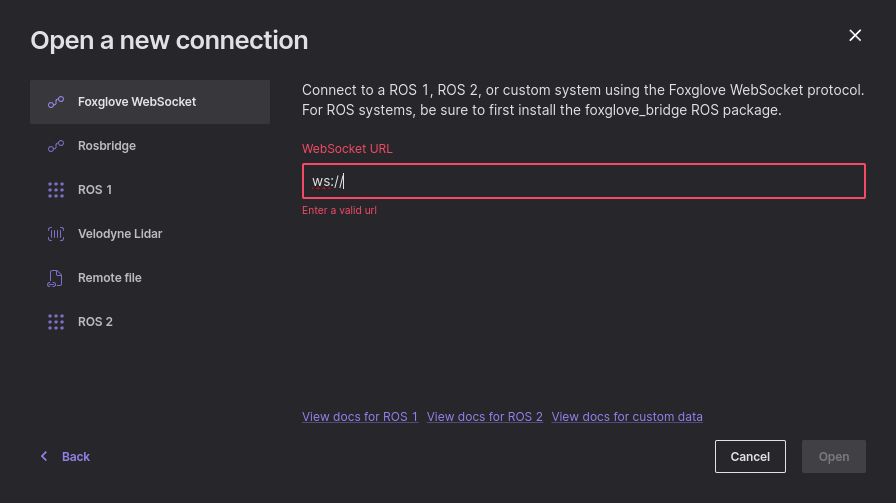 Open a new connection
Foxglove WebSocket
Rosbridge
ROS 1
Velodyne Lidar
Remote file
ROS 2
Connect to a ROS 1, ROS 2, or custom system using the Foxglove WebSocket protocol.
For ROS systems, be sure to first install the foxglove_bridge ROS package.
WebSocket URL
ws://
Enter a valid url
View docs for ROS 1 View docs for ROS 2 View docs for custom data
Back
Cancel
Open